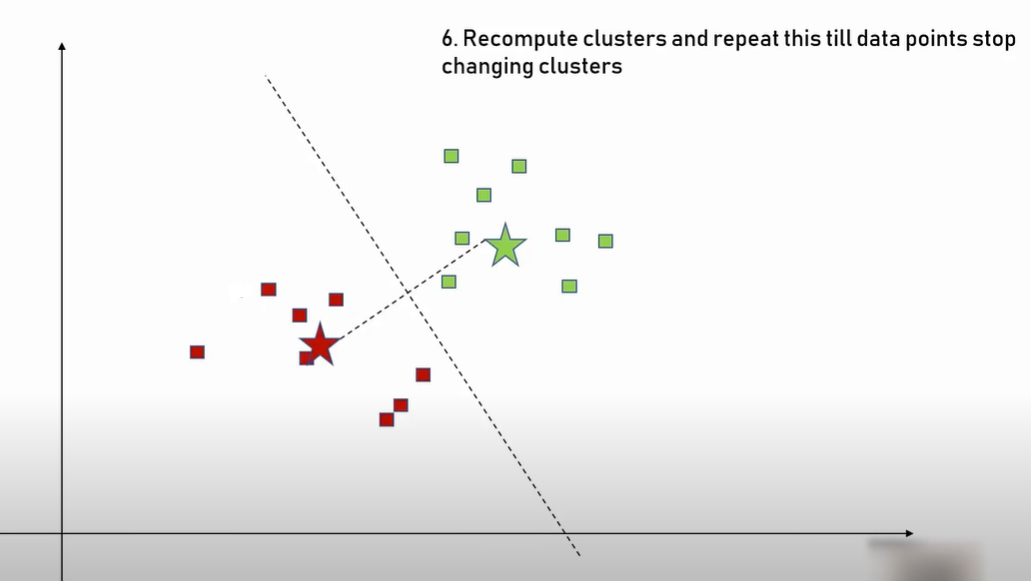 6. Recompute clusters and repeat this till data points stop
changing clusters